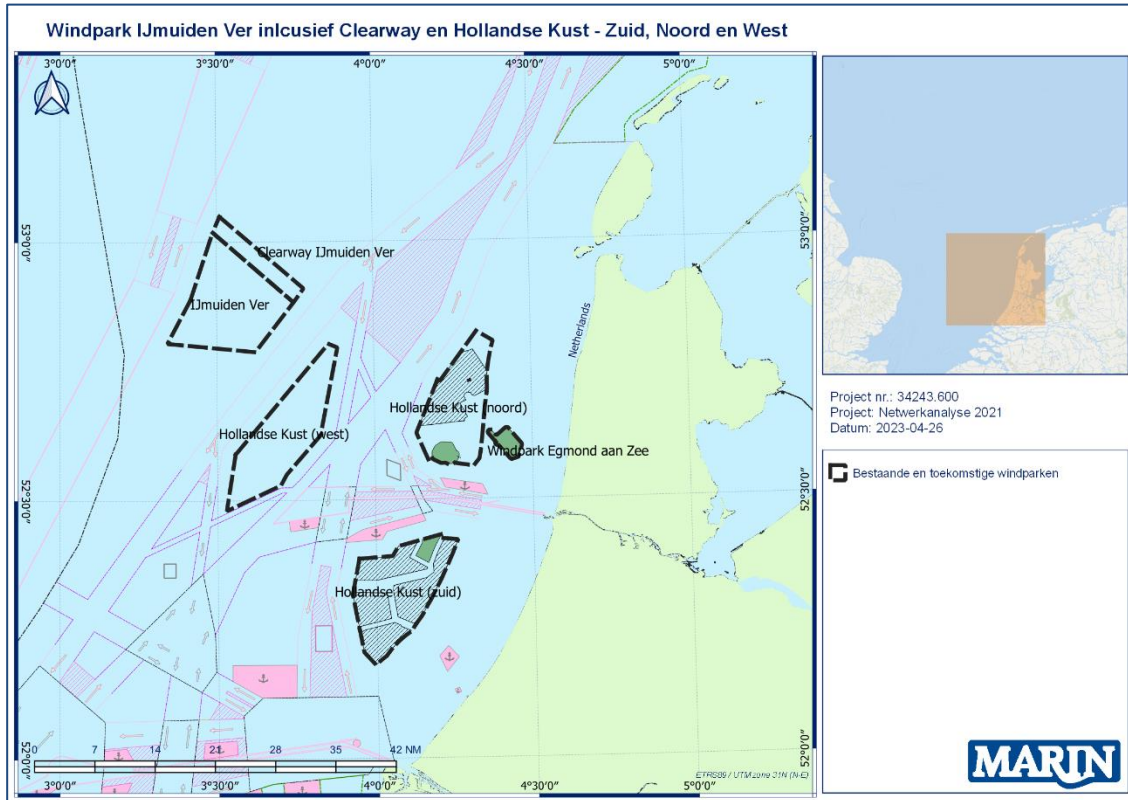 Windpark IJmuiden Ver inlcusief Clearway en Hollandse Kust - Zuid, Noord en West
3°0'0" 3°30'0" 4°0'0" 4°30'0" 5°0'0"
53°0'0" 53°0'0"
Clearway IJmuiden Ver
IJmuiden Ver
Netherlands
Hollandse Kust (noord)
Hollandse Kust (west)
Windpark Egmond aan Zee
52°30'0" 52°30'0"
Hollandse Kust (zuid)
52°0'0" 52°0'0"
0 7 14 21 28 35 42 NM
ETRS89 / UTM zone 31N (N-E)
3°0'0" 3°30'0" 4°0'0" 4°30'0" 5°0'0"
Project nr.: 34243.600
Project: Netwerkanalyse 2021
Datum: 2023-04-26
Bestaande en toekomstige windparken
MARIN